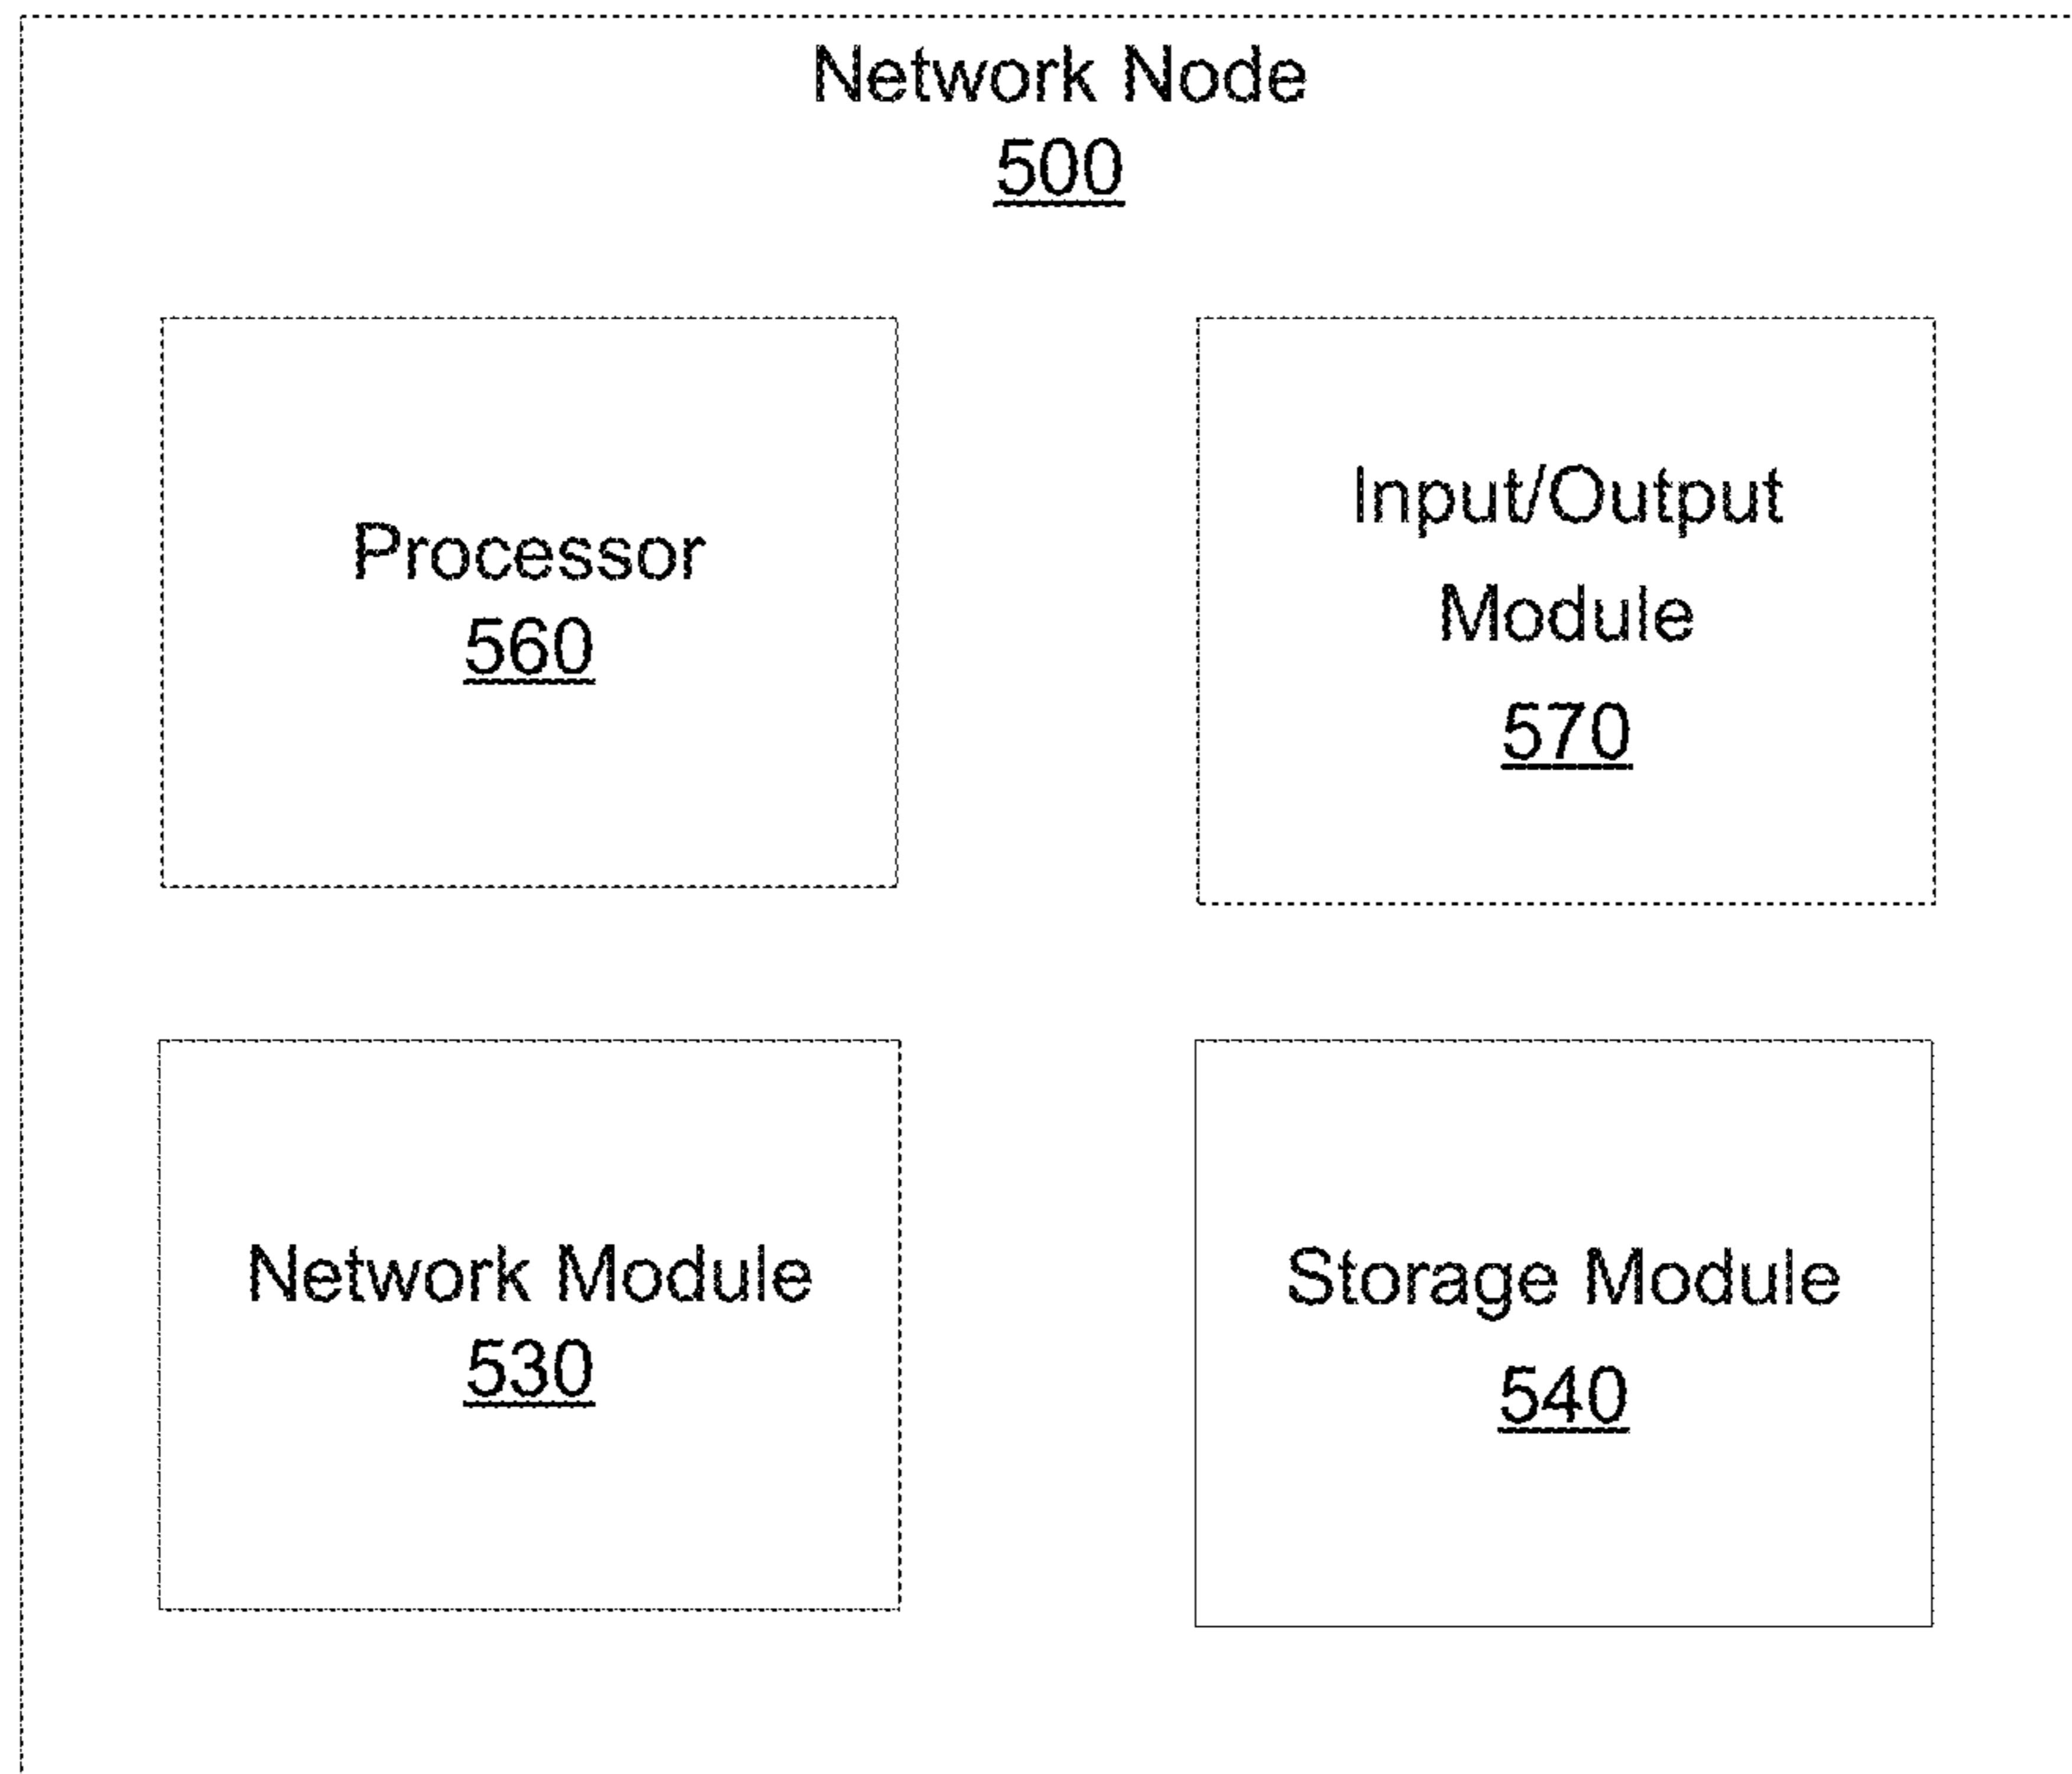 Network Node
500
Processor
560
Input/Output
Module
570
Network Module
530
Storage Module
540